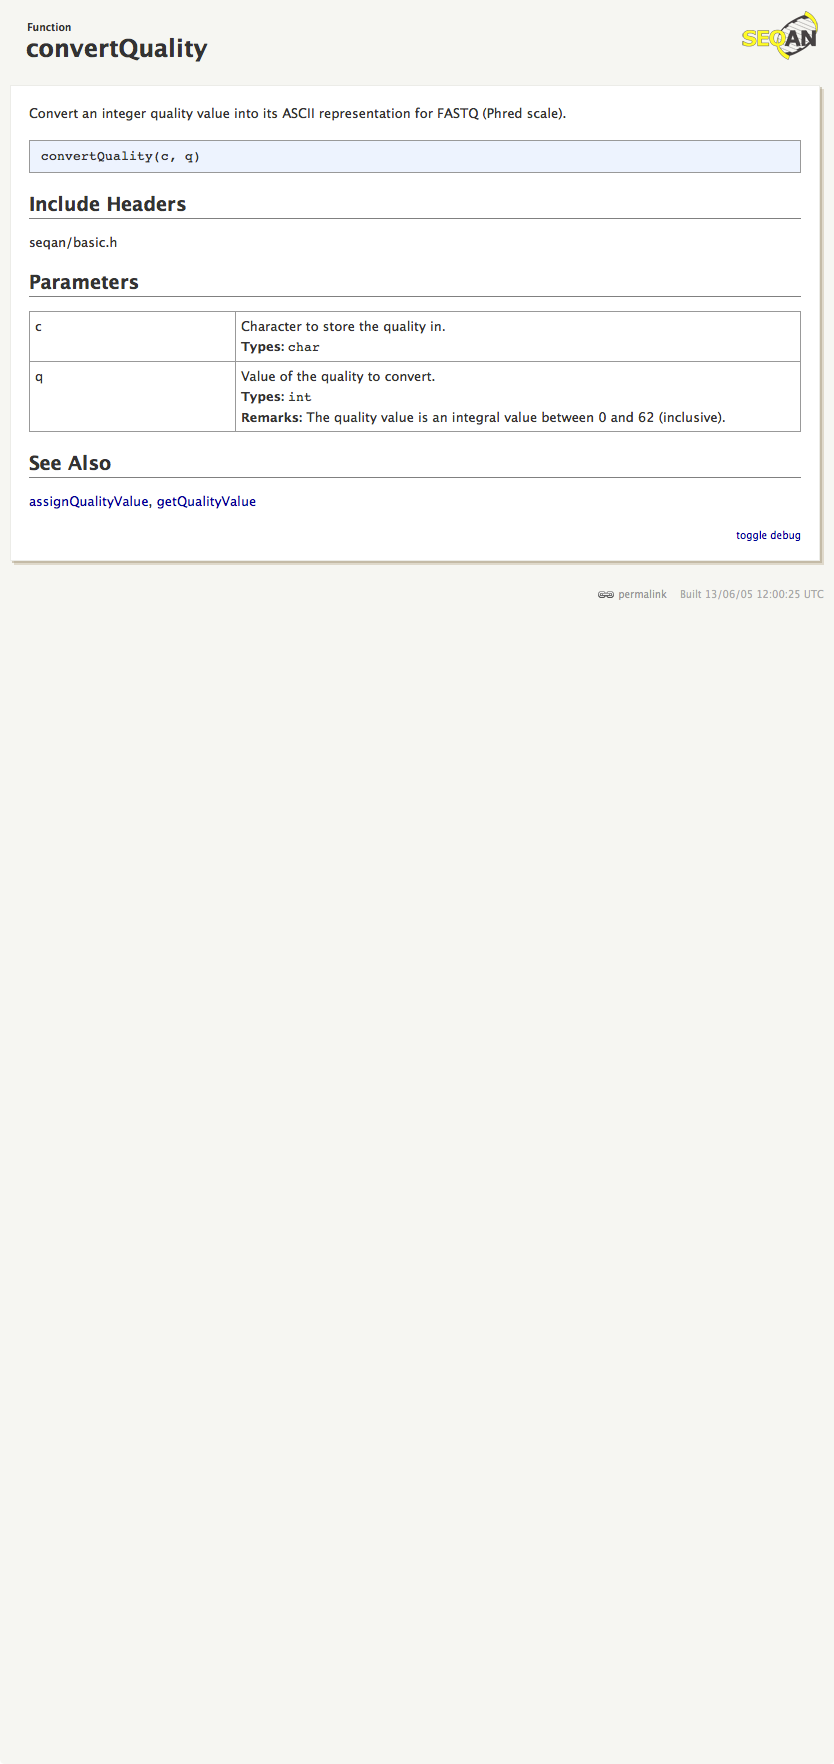 Function
convertQuality
SEQAN
Convert an integer quality value into its ASCII representation for FASTQ (Phred scale).
convertQuality(c, q)
Include Headers
seqan/basic.h
Parameters
c
Character to store the quality in.
Types: char
q
Value of the quality to convert.
Types: int
Remarks: The quality value is an integral value between 0 and 62 (inclusive).
See Also
assignQualityValue, getQualityValue
toggle debug
permalink Built 13/06/05 12:00:25 UTC